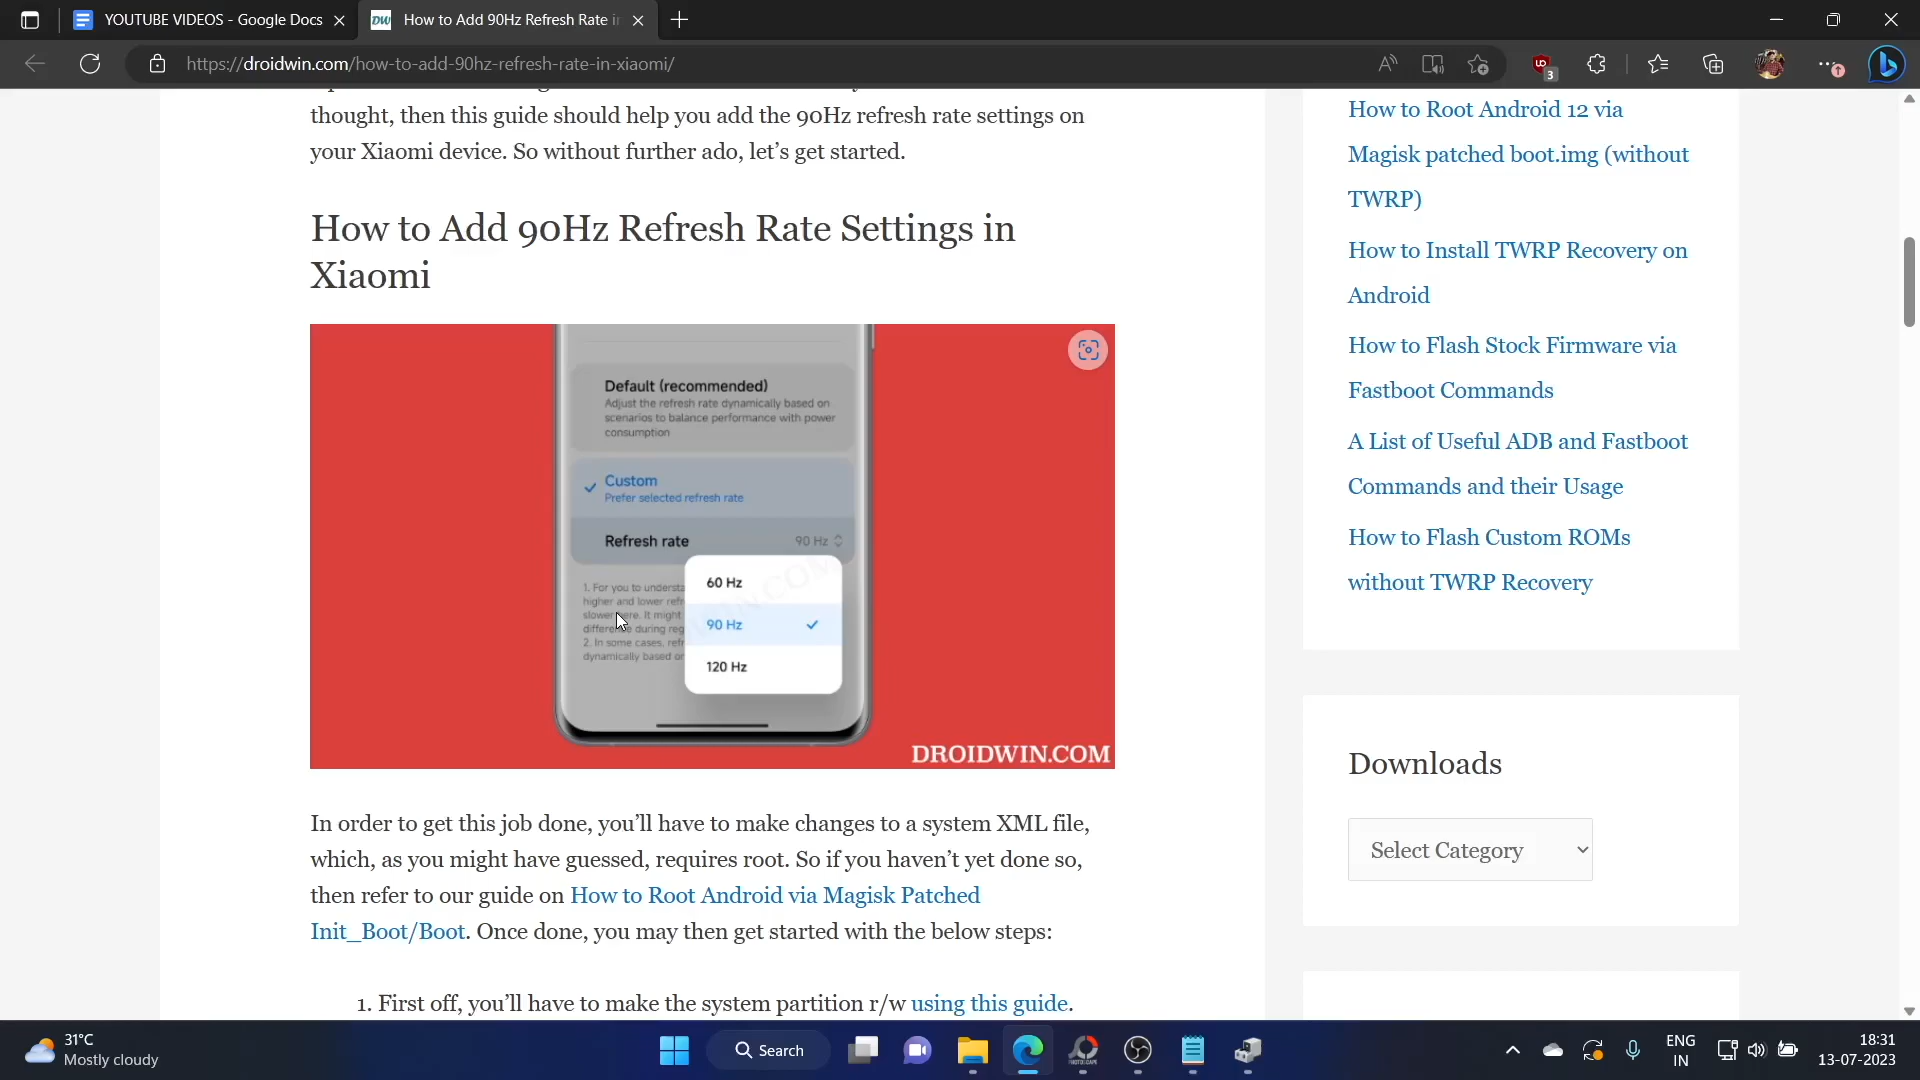 YOUTUBE VIDEOS - Google Docs
DW
How to Add 90Hz Refresh Rate in
https://droidwin.com/how-to-add-90hz-refresh-rate-in-xiaomi/
3
thought, then this guide should help you add the 90Hz refresh rate settings on
your Xiaomi device. So without further ado, let's get started.
How to Add 90Hz Refresh Rate Settings in
Xiaomi
Default (recommended)
Adjust the refresh rate dynamically based on
scenarios to balance performance with power
consumption
Custom
Prefer selected refresh rate
Refresh rate
90 Hz
60 Hz
90 Hz
120 Hz
1. For you to understa
higher and lower refr
slower here. It might
difference during reg
2. In some cases, refr
dynamically based or
DROIDWIN.COM
In order to get this job done, you'll have to make changes to a system XML file,
which, as you might have guessed, requires root. So if you haven't yet done so,
then refer to our guide on How to Root Android via Magisk Patched
Init_Boot/Boot. Once done, you may then get started with the below steps:
1. First off, you'll have to make the system partition r/w using this guide.
How to Root Android 12 via
Magisk patched boot.img (without
TWRP)
How to Install TWRP Recovery on
Android
How to Flash Stock Firmware via
Fastboot Commands
A List of Useful ADB and Fastboot
Commands and their Usage
How to Flash Custom ROMs
without TWRP Recovery
Downloads
Select Category
31°C
Mostly cloudy
Search
ENG
IN
18:31
13-07-2023